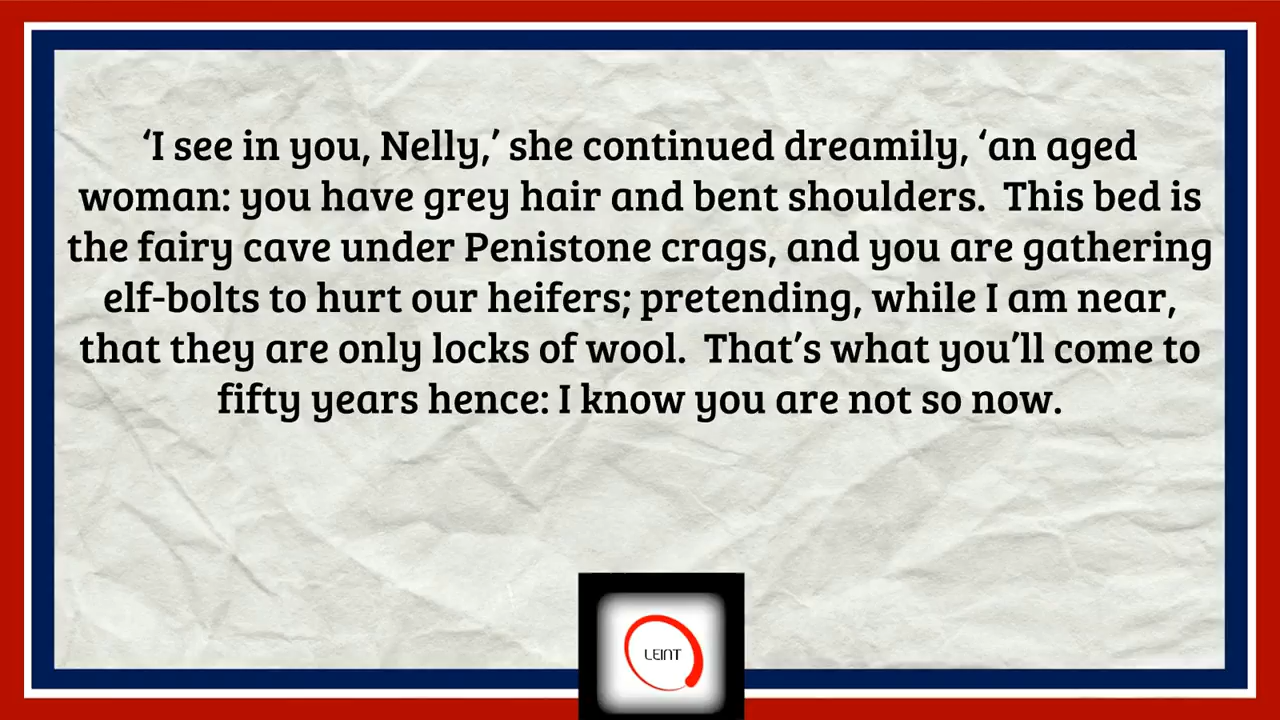 ‘I see in you, Nelly,’ she continued dreamily, ‘an aged
woman: you have grey hair and bent shoulders.  This bed is
the fairy cave under Penistone crags, and you are gathering
elf-bolts to hurt our heifers; pretending, while I am near,
that they are only locks of wool.  That’s what you’ll come to
fifty years hence: I know you are not so now.
LEINT